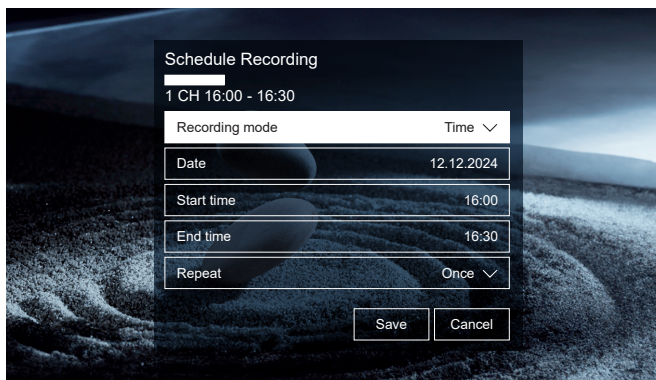 Schedule Recording
1 CH 16:00 - 16:30
Recording mode Time
Date 12.12.2024
Start time 16:00
End time 16:30
Repeat Once
Save Cancel